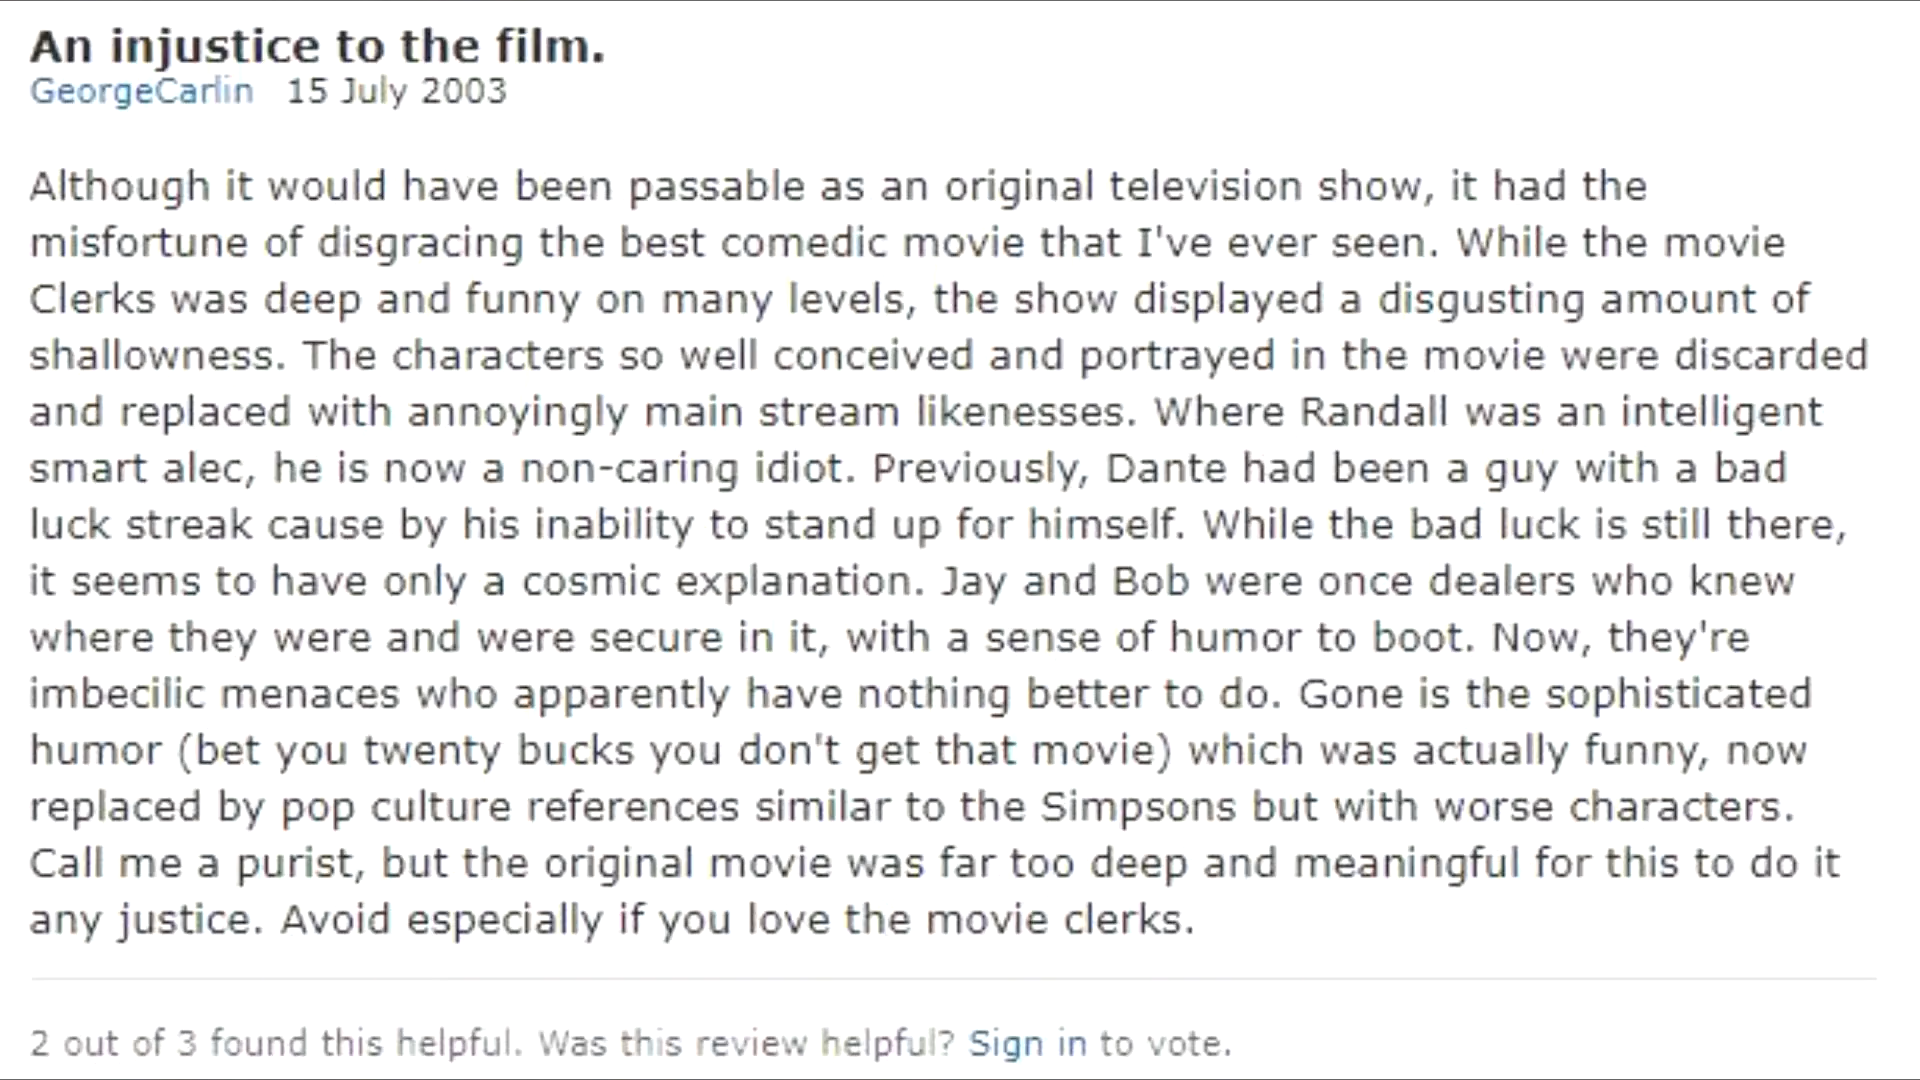 An injustice to the film.
GeorgeCarlin 15 July 2003
Although it would have been passable as an original television show, it had the
misfortune of disgracing the best comedic movie that I've ever seen. While the movie
Clerks was deep and funny on many levels, the show displayed a disgusting amount of
shallowness. The characters so well conceived and portrayed in the movie were discarded
and replaced with annoyingly main stream likenesses. Where Randall was an intelligent
smart alec, he is now a non-caring idiot. Previously, Dante had been a guy with a bad
luck streak cause by his inability to stand up for himself. While the bad luck is still there,
it seems to have only a cosmic explanation. Jay and Bob were once dealers who knew
where they were and were secure in it, with a sense of humor to boot. Now, they're
imbecilic menaces who apparently have nothing better to do. Gone is the sophisticated
humor (bet you twenty bucks you don't get that movie) which was actually funny, now
replaced by pop culture references similar to the Simpsons but with worse characters.
Call me a purist, but the original movie was far too deep and meaningful for this to do it
any justice. Avoid especially if you love the movie clerks.
2 out of 3 found this helpful. Was this review helpful? Sign in to vote.